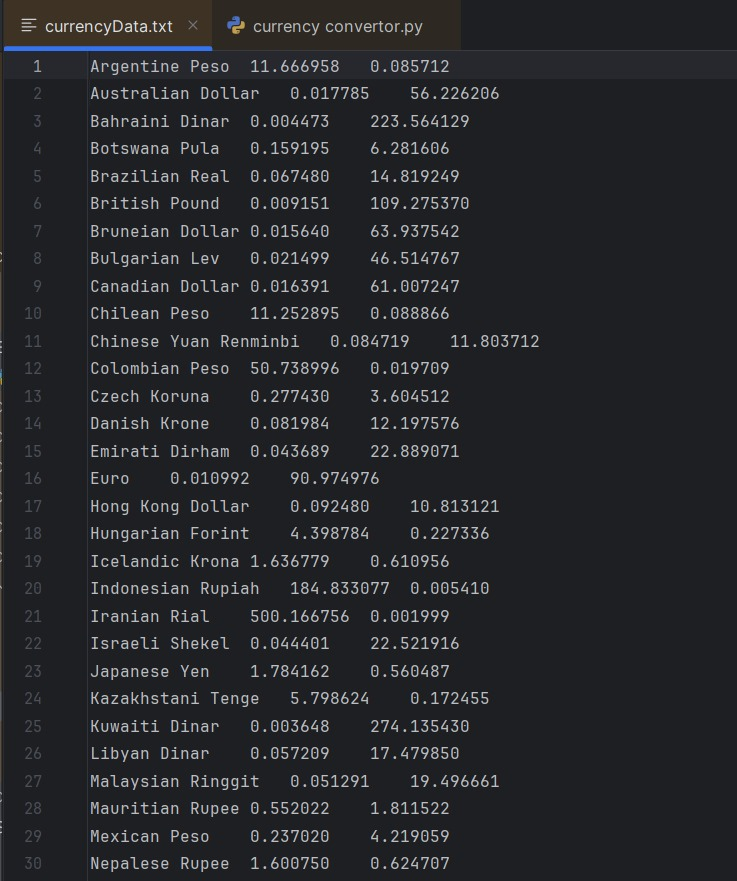 currencyData.txt × currency convertor.py
1 Argentine Peso 11.666958 0.085712
2 Australian Dollar 0.017785 56.226206
3 Bahraini Dinar 0.004473 223.564129
4 Botswana Pula 0.159195 6.281606
5 Brazilian Real 0.067480 14.819249
6 British Pound 0.009151 109.275370
7 Bruneian Dollar 0.015640 63.937542
8 Bulgarian Lev 0.021499 46.514767
9 Canadian Dollar 0.016391 61.007247
10 Chilean Peso 11.252895 0.088866
11 Chinese Yuan Renminbi 0.084719 11.803712
12 Colombian Peso 50.738996 0.019709
13 Czech Koruna 0.277430 3.604512
14 Danish Krone 0.081984 12.197576
15 Emirati Dirham 0.043689 22.889071
16 Euro 0.010992 90.974976
17 Hong Kong Dollar 0.092480 10.813121
18 Hungarian Forint 4.398784 0.227336
19 Icelandic Krona 1.636779 0.610956
20 Indonesian Rupiah 184.833077 0.005410
21 Iranian Rial 500.166756 0.001999
22 Israeli Shekel 0.044401 22.521916
23 Japanese Yen 1.784162 0.560487
24 Kazakhstani Tenge 5.798624 0.172455
25 Kuwaiti Dinar 0.003648 274.135430
26 Libyan Dinar 0.057209 17.479850
27 Malaysian Ringgit 0.051291 19.496661
28 Mauritian Rupee 0.552022 1.811522
29 Mexican Peso 0.237020 4.219059
30 Nepalese Rupee 1.600750 0.624707